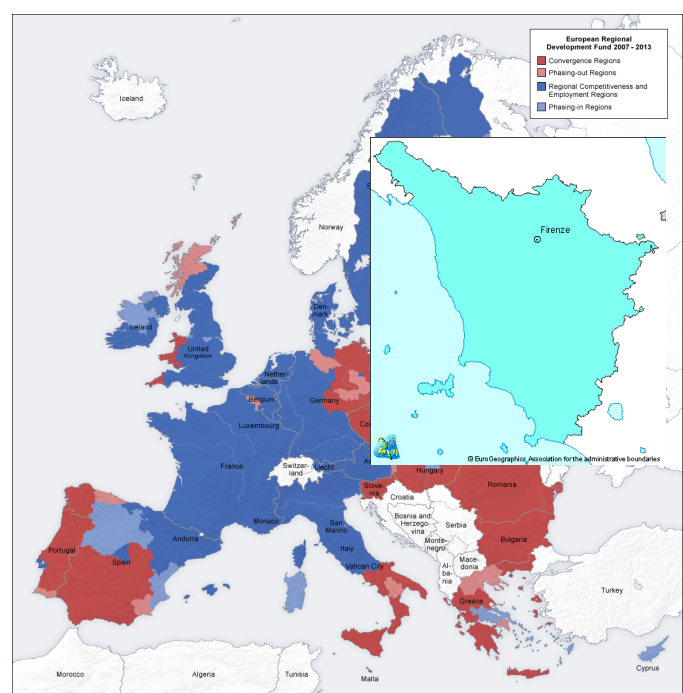 European Regional
Development Fund 2007 - 2013
Convergence Regions
Phasing-out Regions
Regional Competitiveness and
Employment Regions
Phasing-in Regions
Iceland
Norway
Firenze
Den-
mark
Ireland
United
Kingdom
Nether-
lands
Belgium
Germany
Luxembourg
© EuroGeographics Association for the administrative boundaries
France
Switzer-
land
Liecht.
Hungary
Romania
Slove-
nia
Croatia
Bosnia and
Herzego-
vina
Serbia
Monaco
San
Marino
Andorra
Monte-
negro
Bulgaria
Italy
Portugal
Spain
Vatican City
Mace-
donia
Al-
ba-
nia
Turkey
Greece
Cyprus
Morocco
Algeria
Tunisia
Malta